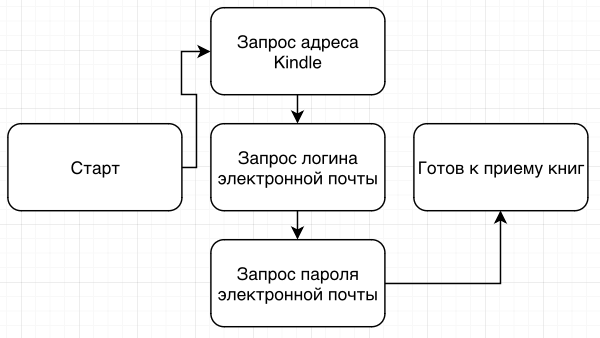 Старт
Запрос адреса
Kindle
Запрос логина
электронной почты
Запрос пароля
электронной почты
Готов к приему книг